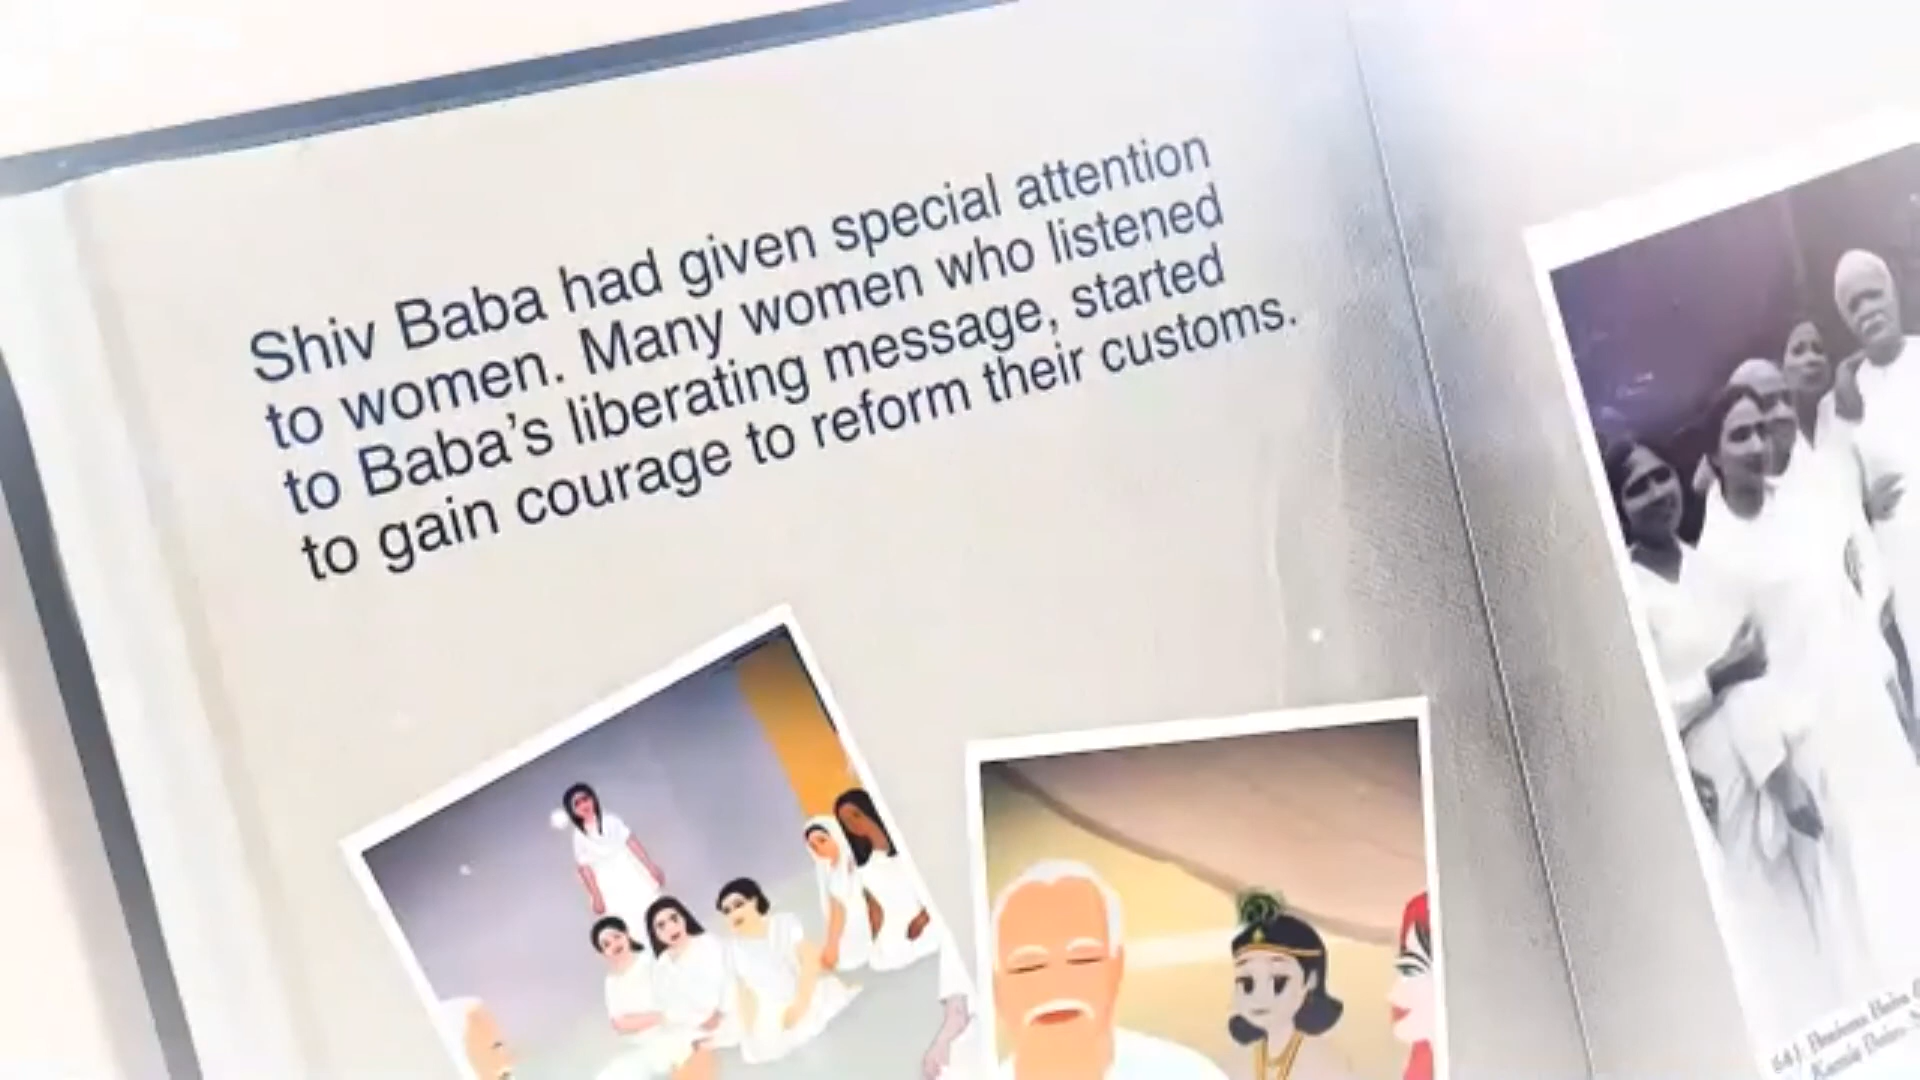 Shiv Baba had given special attention
to women. Many women who listened
to Baba's liberating message, started
to gain courage to reform their customs.